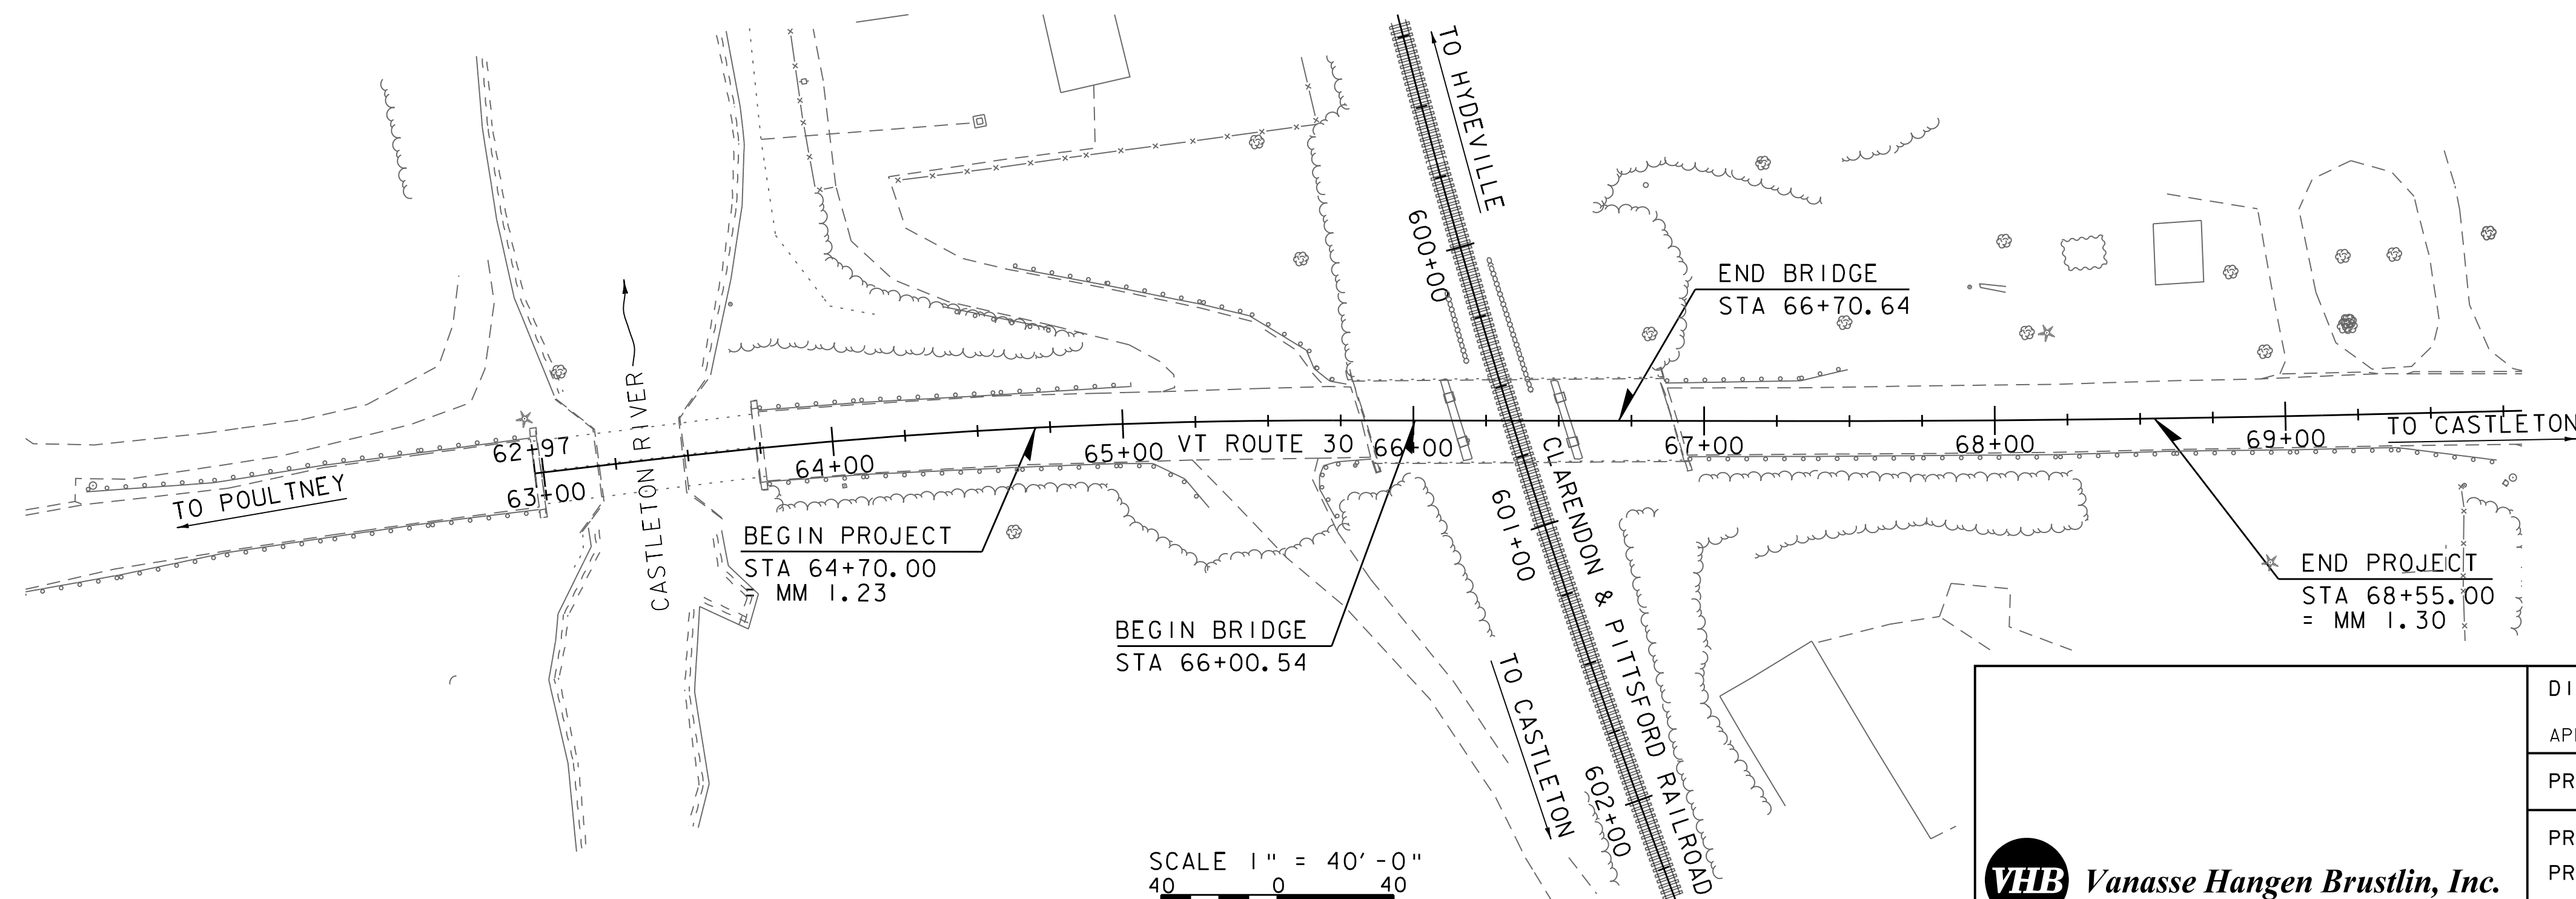 TO HYDEVILLE
600+00
END BRIDGE
STA 66+70.64
62+97
63+00
64+00
65+00
VT ROUTE 30
66+00
67+00
68+00
69+00
TO CASTLETON
TO POULTNEY
CASTLETON RIVER
BEGIN PROJECT
STA 64+70.00
= MM 1.23
BEGIN BRIDGE
STA 66+00.54
601+00
CLARENDON & PITTSFORD RAILROAD
TO CASTLETON
602+00
END PROJECT
STA 68+55.00
= MM 1.30
SCALE 1" = 40'-0"
40 0 40
VHB Vanasse Hangen Brustlin, Inc.
DI
PR
PR
PR